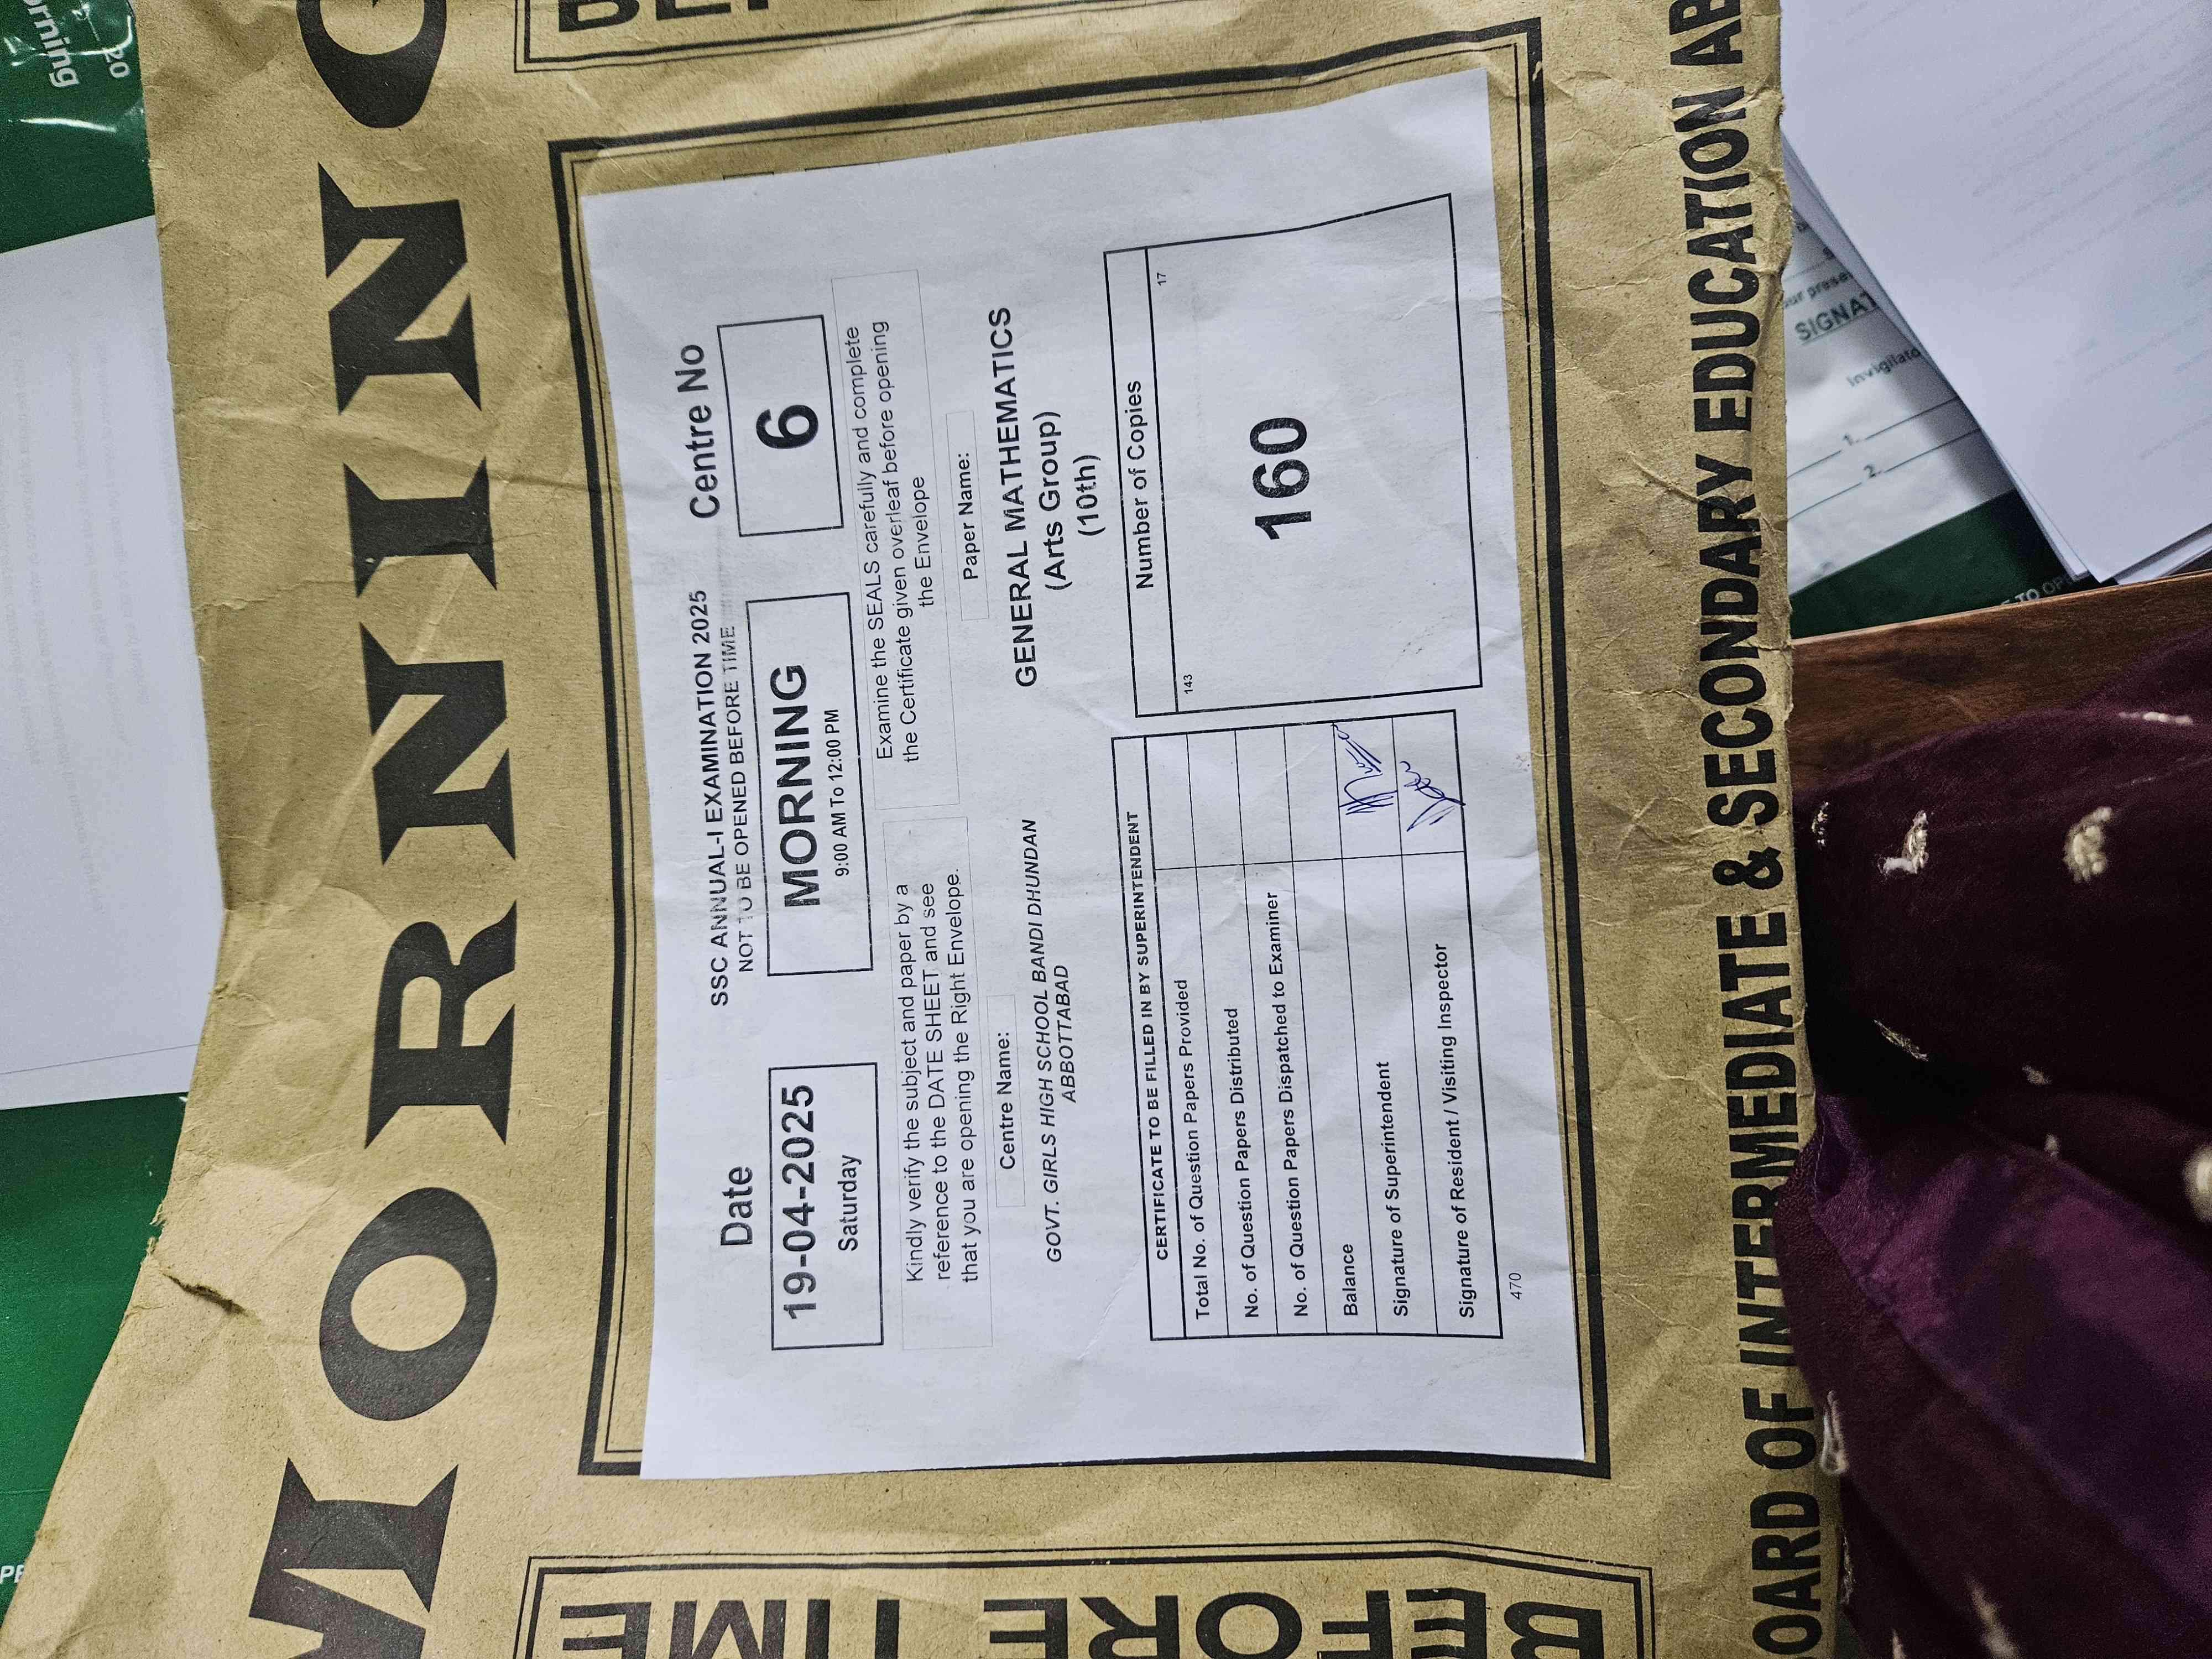 MORNING
SSC ANNUAL-I EXAMINATION 2025
NOT TO BE OPENED BEFORE TIME
Date
Centre No
19-04-2025
Saturday
MORNING
9:00 AM To 12:00 PM
6
Kindly verify the subject and paper by a
reference to the DATE SHEET and see
that you are opening the Right Envelope.
Examine the SEALS carefully and complete
the Certificate given overleaf before opening
the Envelope
Centre Name:
GOVT. GIRLS HIGH SCHOOL BANDI DHUNDAN
ABBOTTABAD
Paper Name:
GENERAL MATHEMATICS
(Arts Group)
(10th)
CERTIFICATE TO BE FILLED IN BY SUPERINTENDENT
Total No. of Question Papers Provided
No. of Question Papers Distributed
No. of Question Papers Dispatched to Examiner
Balance
Signature of Superintendent
Signature of Resident / Visiting Inspector
470
Number of Copies
143
17
160
BEFORE
TIME
BOARD OF INTERMEDIATE & SECONDARY EDUCATION AB
rning
20
SIGNAT
1.
2.